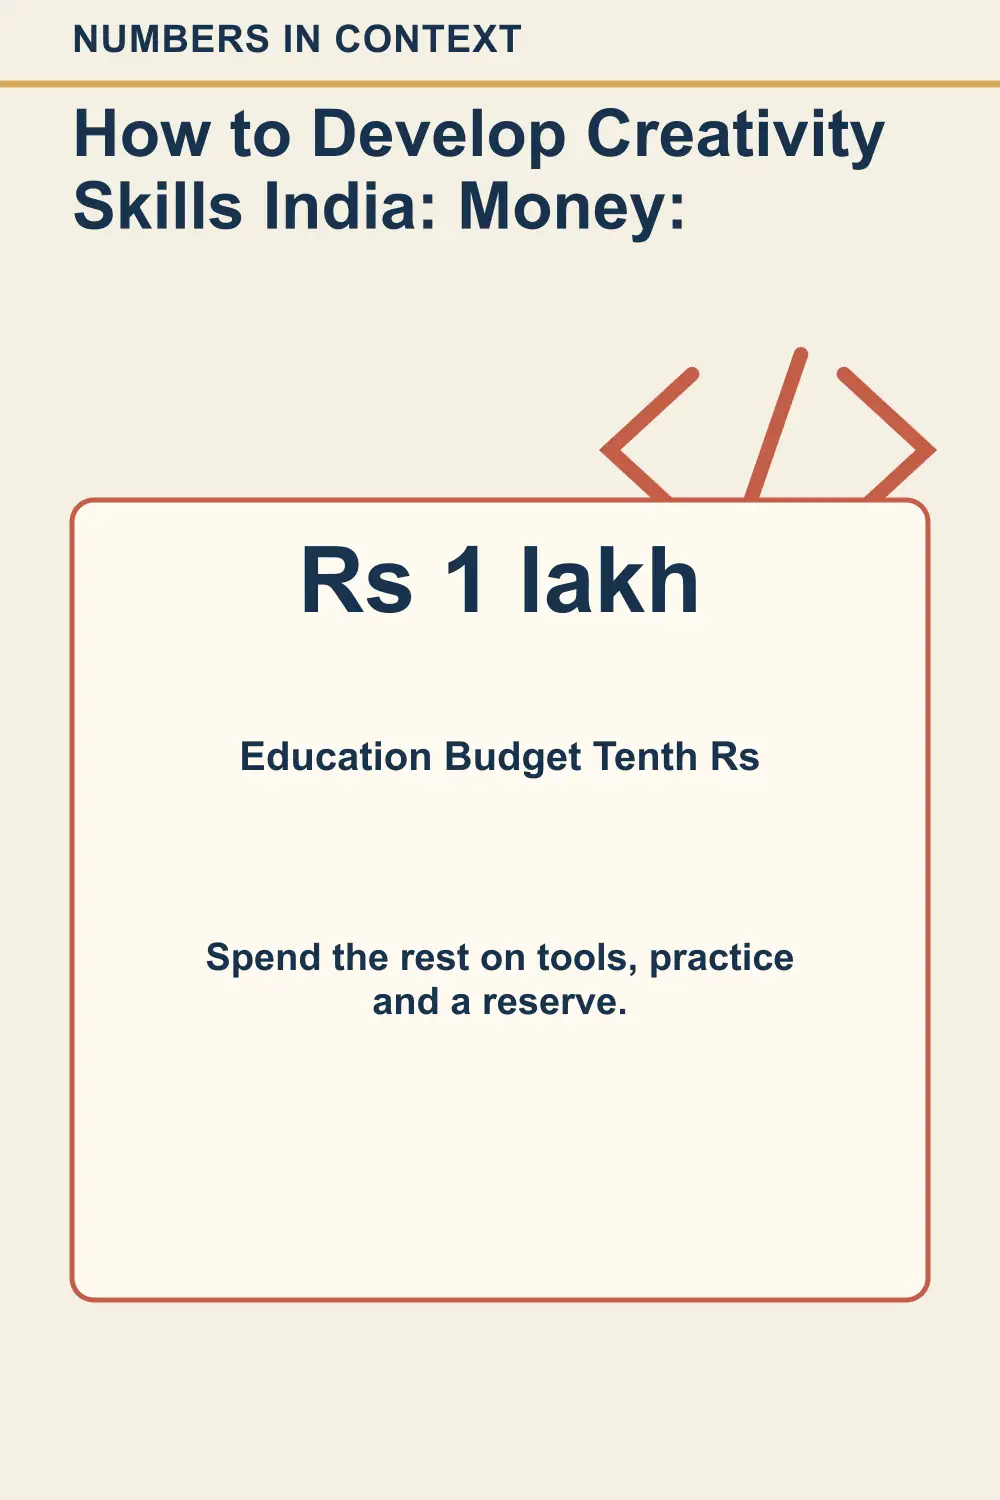 NUMBERS IN CONTEXT
How to Develop Creativity
Skills India: Money:
Rs 1 lakh
Education Budget Tenth Rs
Spend the rest on tools, practice
and a reserve.